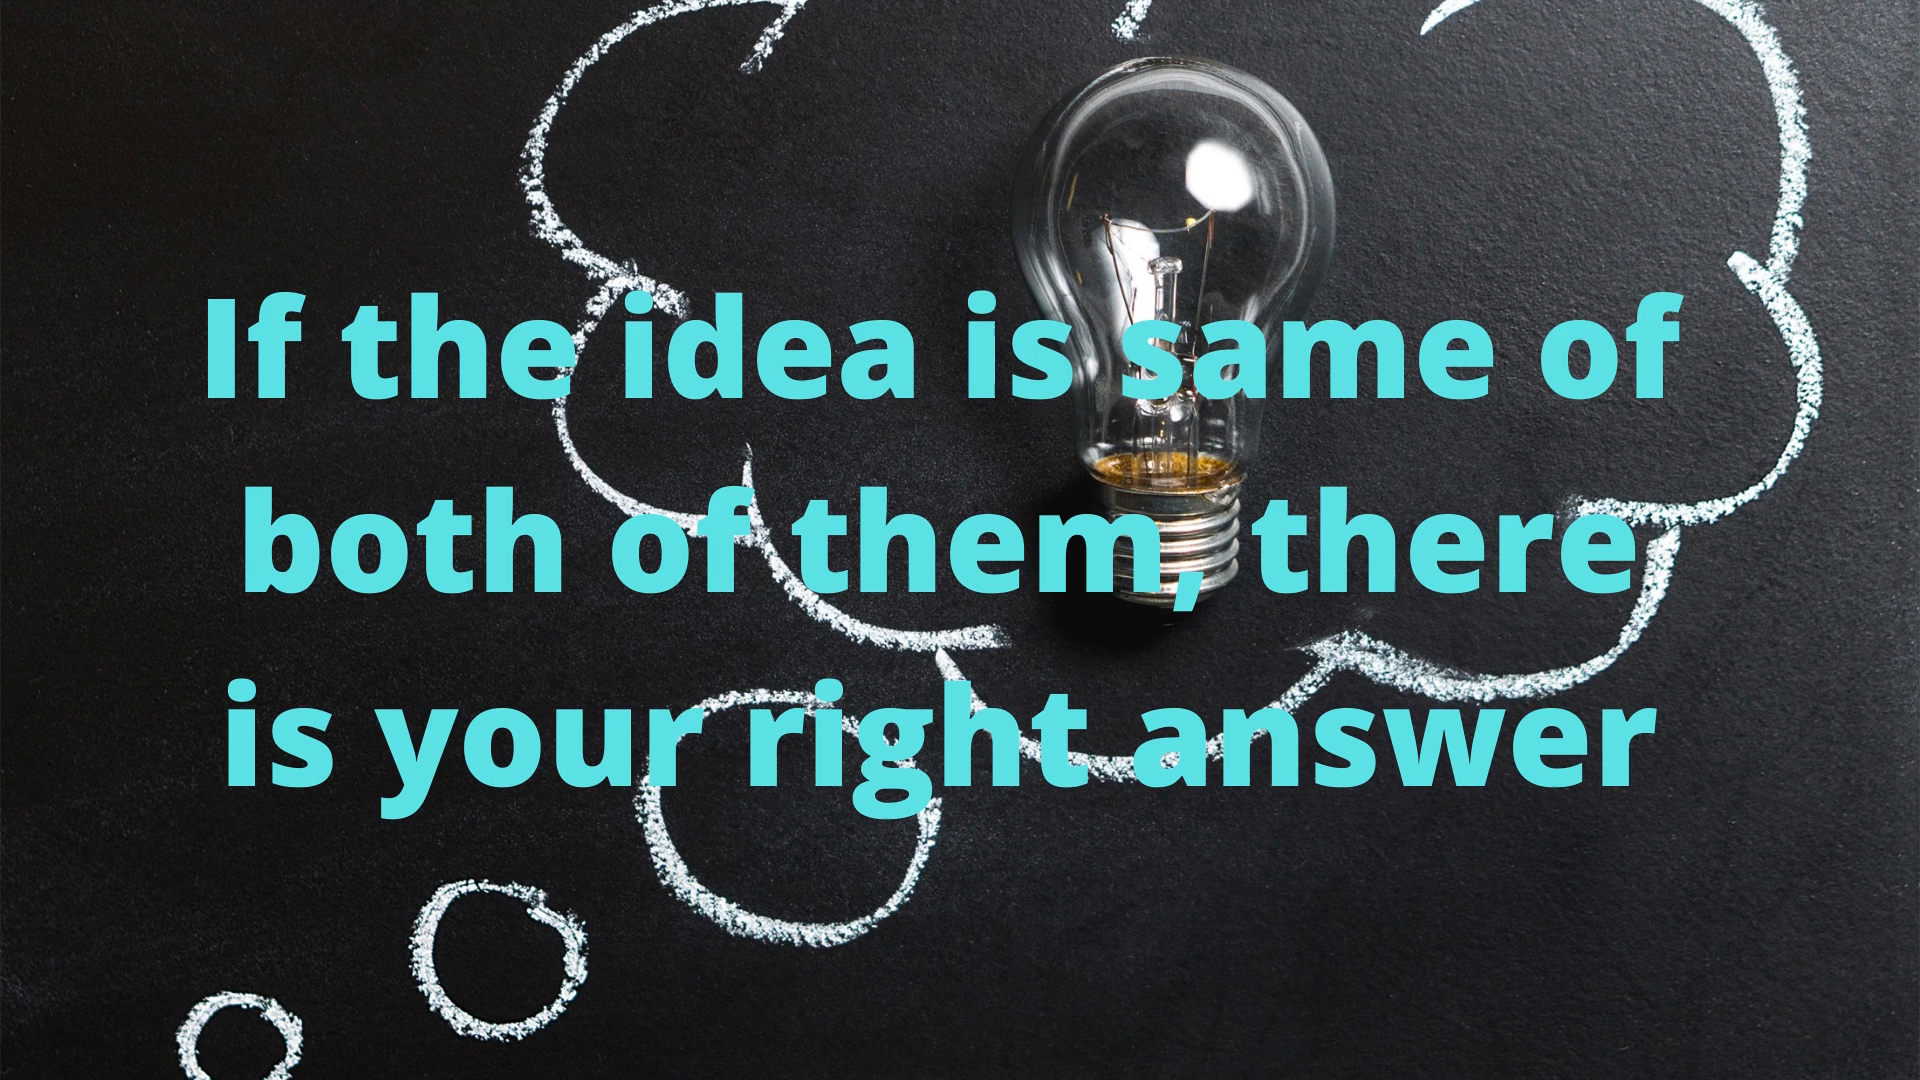 If the idea is same of
both of them, there
is your right answer